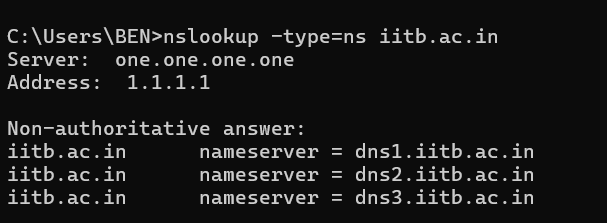 C:\Users\BEN>nslookup -type=ns iitb.ac.in
Server:  one.one.one.one
Address:  1.1.1.1

Non-authoritative answer:
iitb.ac.in      nameserver = dns1.iitb.ac.in
iitb.ac.in      nameserver = dns2.iitb.ac.in
iitb.ac.in      nameserver = dns3.iitb.ac.in